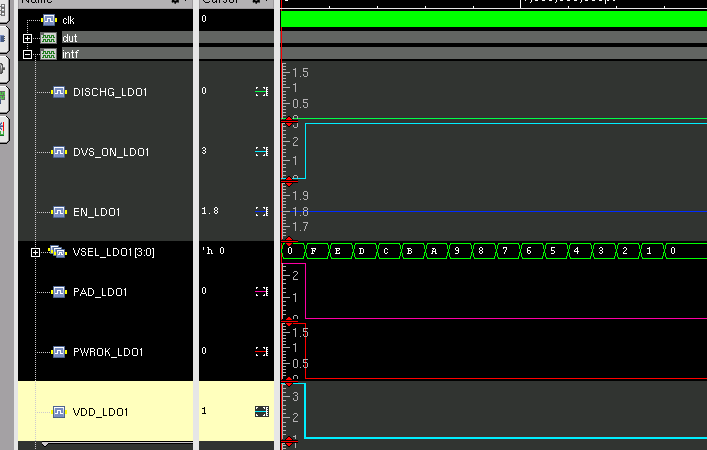 Name Cursor 0
clk 0
dut
intf
DISCHG_LDO1 0 1.5 1 0.5 0
DVS_ON_LDO1 3 3 2 1 0
EN_LDO1 1.8 1.9 1.8 1.7
VSEL_LDO1[3:0] 'h 0 0 F E D C B A 9 8 7 6 5 4 3 2 1 0
PAD_LDO1 0 2 1 0
PWROK_LDO1 0 1.5 1 0.5 0
VDD_LDO1 1 3 2 1